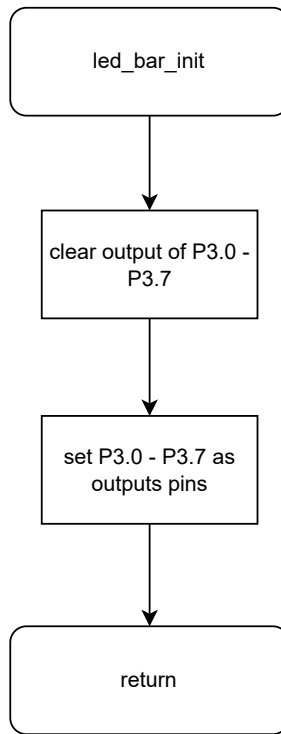 led_bar_init
clear output of P3.0 -
P3.7
set P3.0 - P3.7 as
outputs pins
return